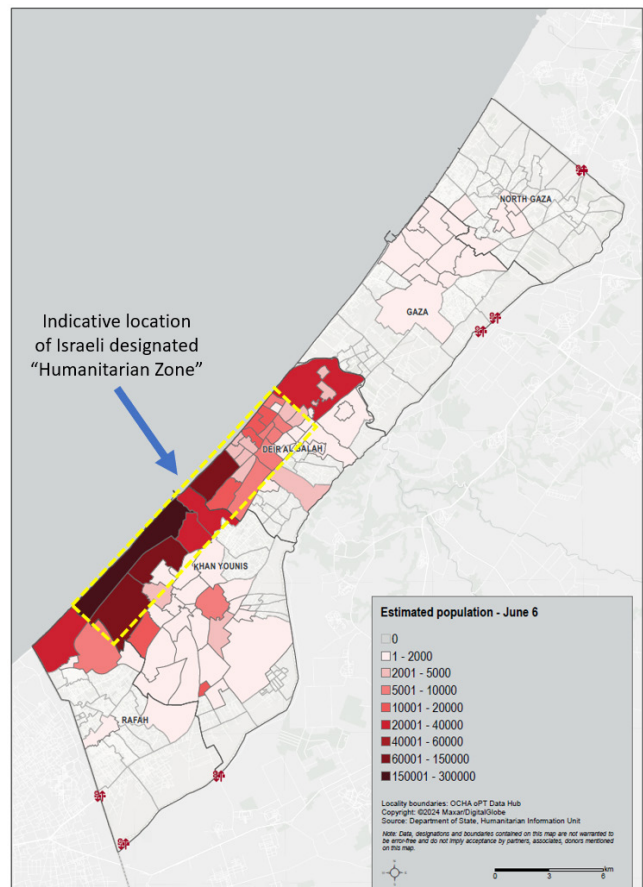 NORTH GAZA
GAZA
Indicative location
of Israeli designated
“Humanitarian Zone”
DEIR AL BALAH
KHAN YOUNIS
RAFAH
Estimated population - June 6
0
1 - 2000
2001 - 5000
5001 - 10000
10001 - 20000
20001 - 40000
40001 - 60000
60001 - 150000
150001 - 300000
Locality boundaries: OCHA oPT Data Hub
Copyright: ©2024 Maxar/DigitalGlobe
Source: Department of State, Humanitarian Information Unit
Note: Data, designations and boundaries contained on this map are not warranted
to be error-free and do not imply acceptance by partners, associates, donors mentioned
on this map.
km
0 3 6